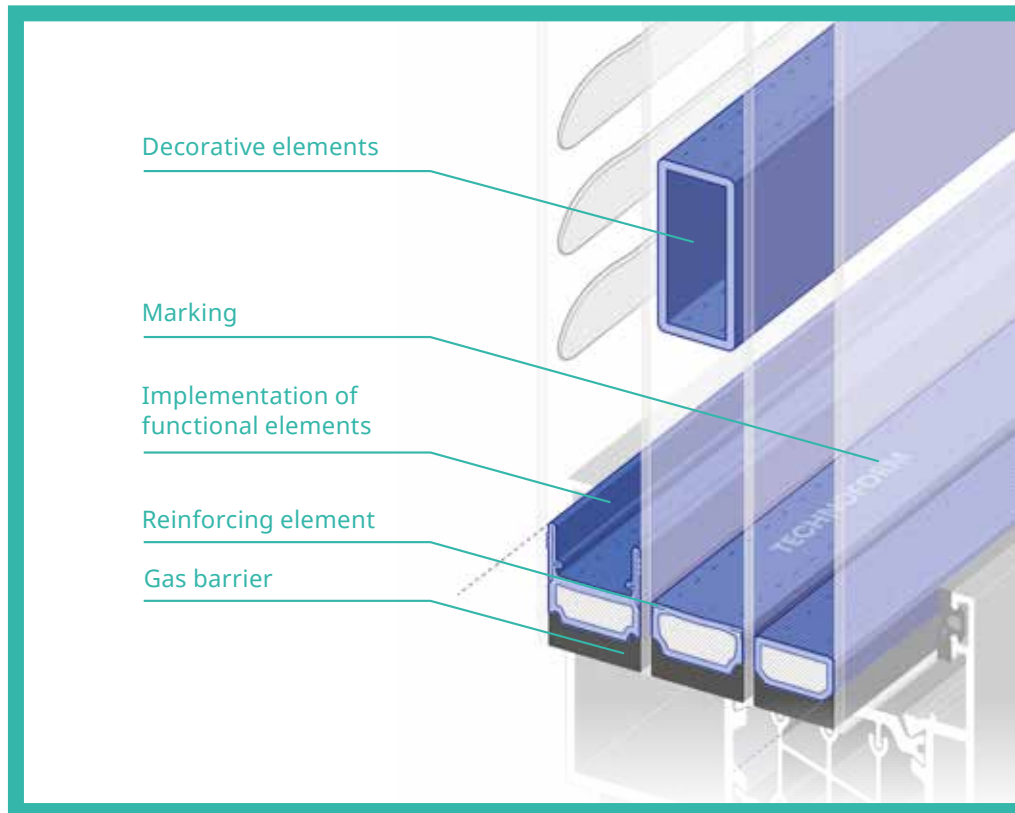 Decorative elements
Marking
Implementation of
functional elements
Reinforcing element
Gas barrier
TECHNOFORM